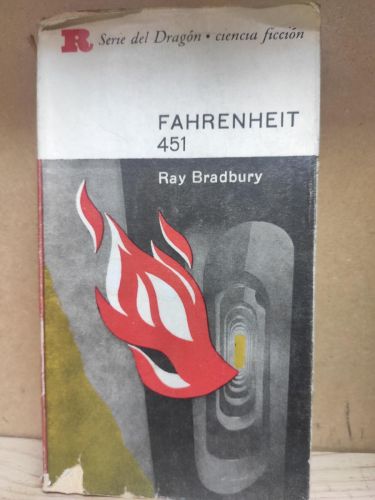 R Serie del Dragón • ciencia ficción
FAHRENHEIT
451
Ray Bradbury